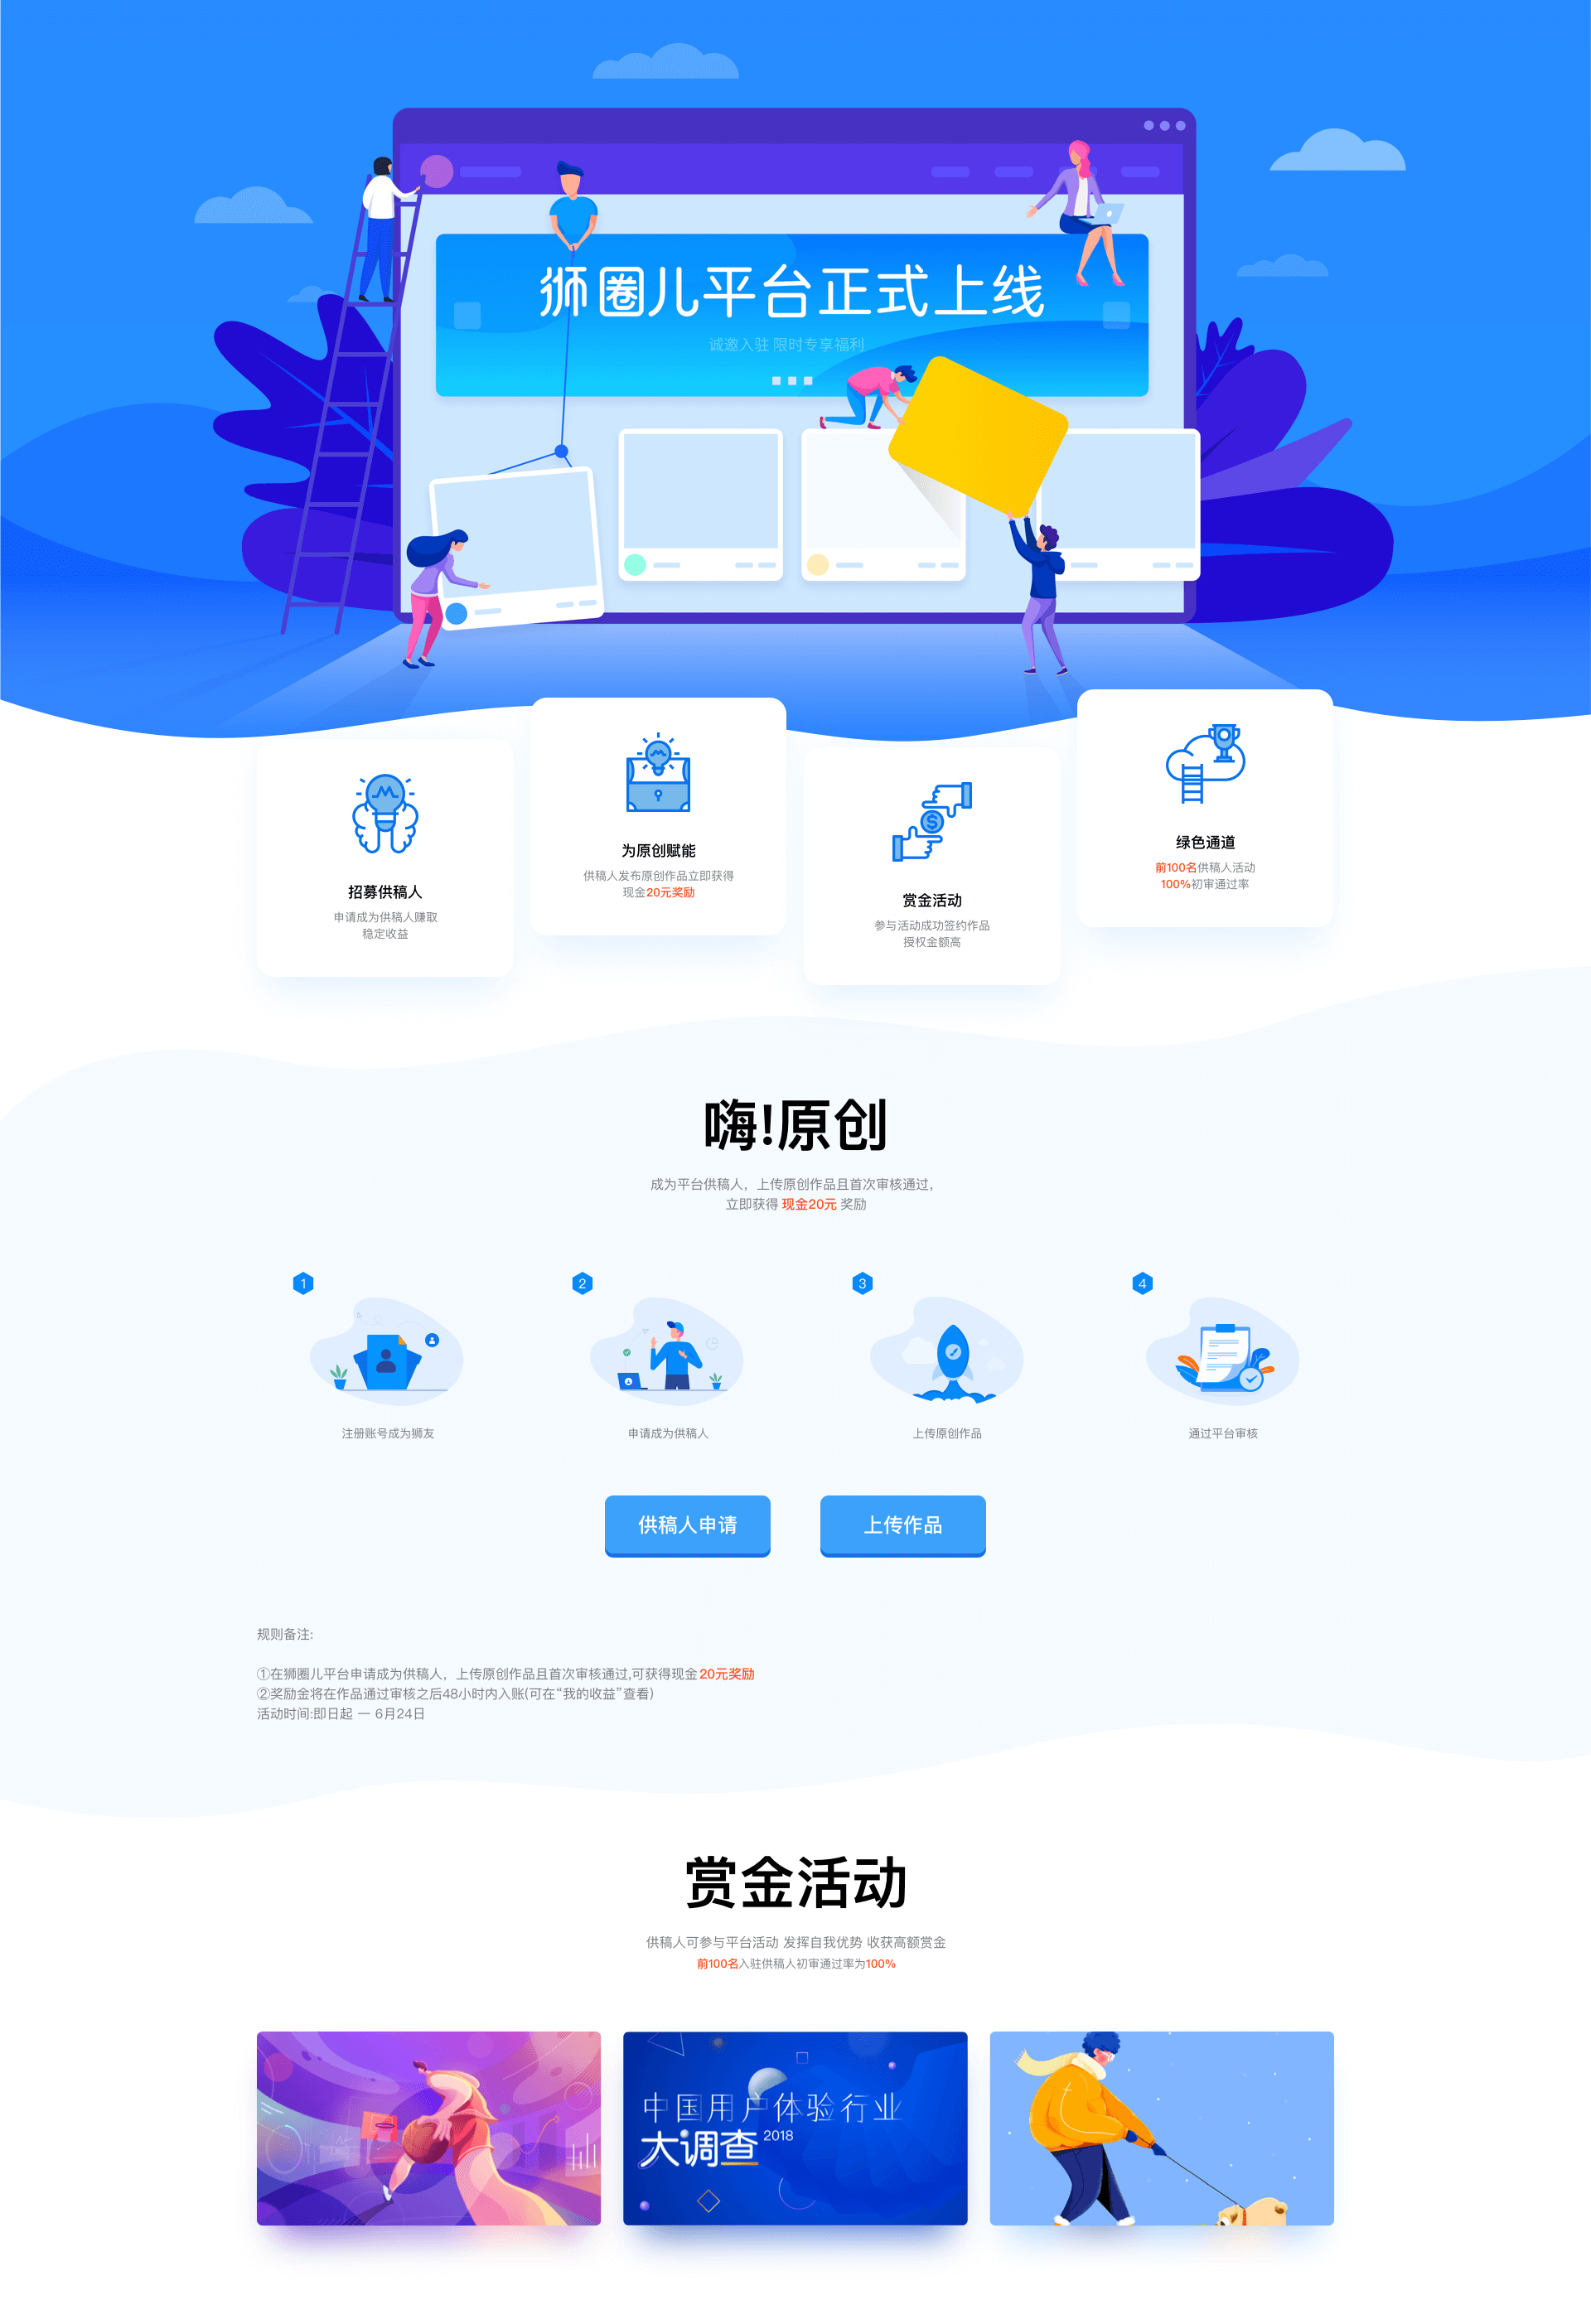 狮圈儿平台正式上线
诚邀入驻 限时专享福利
招募供稿人
申请成为供稿人赚取
稳定收益
为原创赋能
供稿人发布原创作品立即获得
现金20元奖励
赏金活动
参与活动成功签约作品
授权金额高
绿色通道
前100名供稿人活动
100%初审通过率
嗨!原创
成为平台供稿人，上传原创作品且首次审核通过，
立即获得 现金20元 奖励
1
2
3
4
注册账号成为狮友
申请成为供稿人
上传原创作品
通过平台审核
供稿人申请
上传作品
规则备注:
①在狮圈儿平台申请成为供稿人，上传原创作品且首次审核通过,可获得现金20元奖励
②奖励金将在作品通过审核之后48小时内入账(可在“我的收益”查看)
活动时间:即日起 — 6月24日
赏金活动
供稿人可参与平台活动 发挥自我优势 收获高额赏金
前100名入驻供稿人初审通过率为100%
中国用户体验行业
大调查 2018